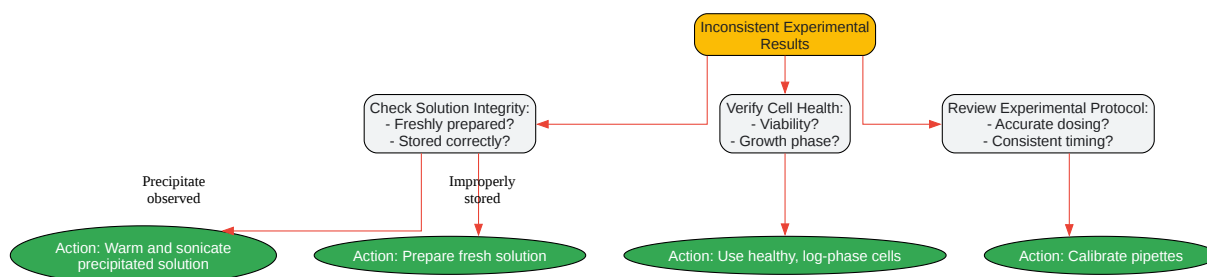 Inconsistent Experimental
Results
Check Solution Integrity:
- Freshly prepared?
- Stored correctly?
Verify Cell Health:
- Viability?
- Growth phase?
Review Experimental Protocol:
- Accurate dosing?
- Consistent timing?
Precipitate
observed
Improperly
stored
Action: Warm and sonicate
precipitated solution
Action: Prepare fresh solution
Action: Use healthy, log-phase cells
Action: Calibrate pipettes